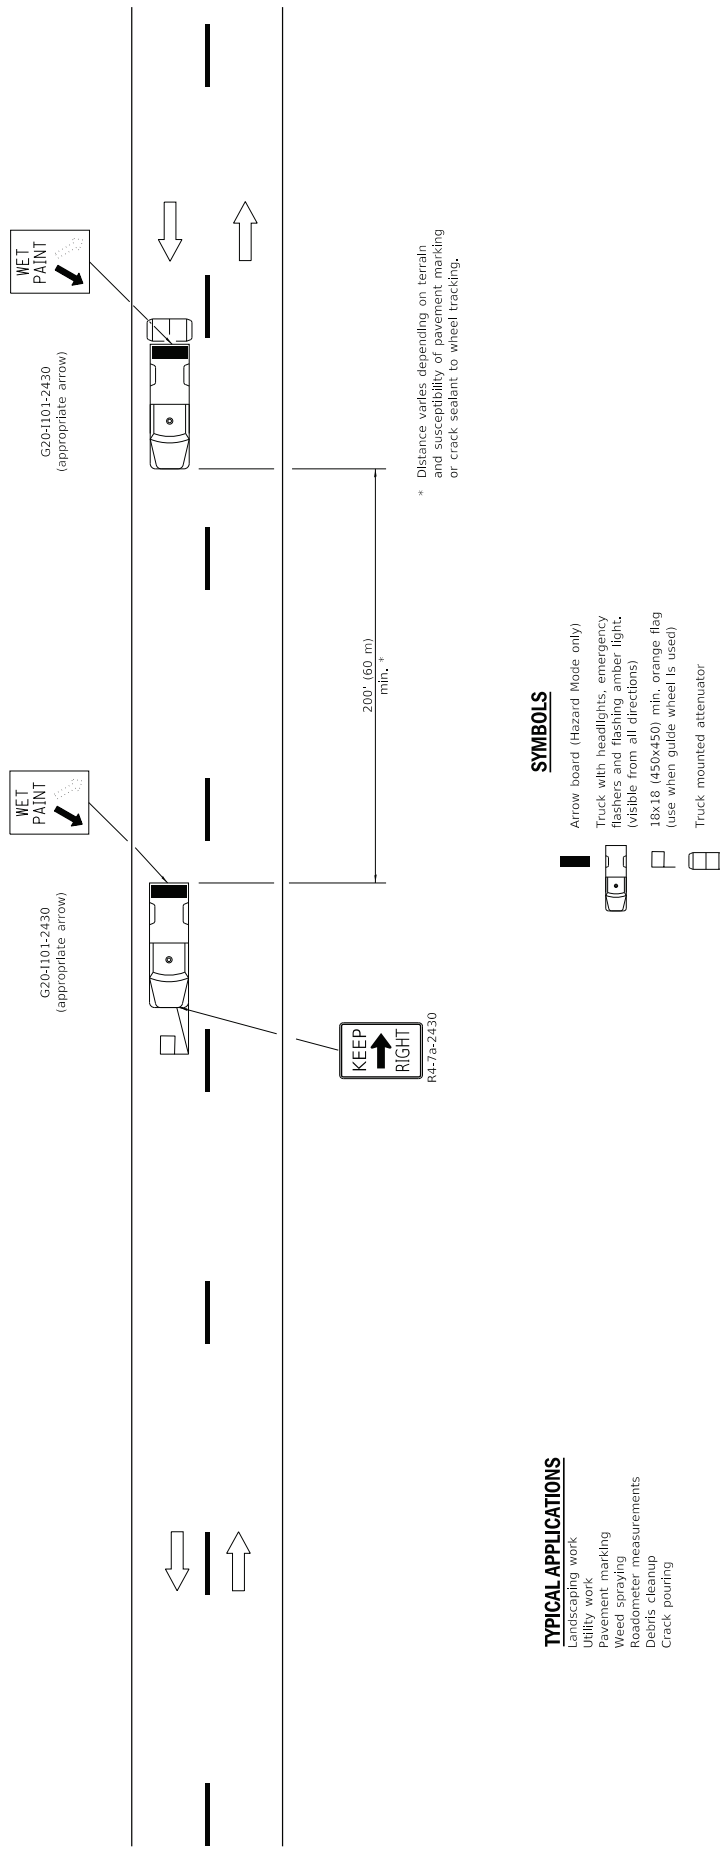 WET
PAINT
G20-I101-2430
(appropriate arrow)
WET
PAINT
G20-I101-2430
(appropriate arrow)
200' (60 m)
min. *
* Distance varies depending on terrain
and susceptibility of pavement marking
or crack sealant to wheel tracking.
KEEP
RIGHT
R4-7a-2430
SYMBOLS
Arrow board (Hazard Mode only)
Truck with headlights, emergency
flashers and flashing amber light.
(visible from all directions)
18x18 (450x450) min. orange flag
(use when guide wheel is used)
Truck mounted attenuator
TYPICAL APPLICATIONS
Landscaping work
Utility work
Pavement marking
Weed spraying
Roadometer measurements
Debris cleanup
Crack pouring